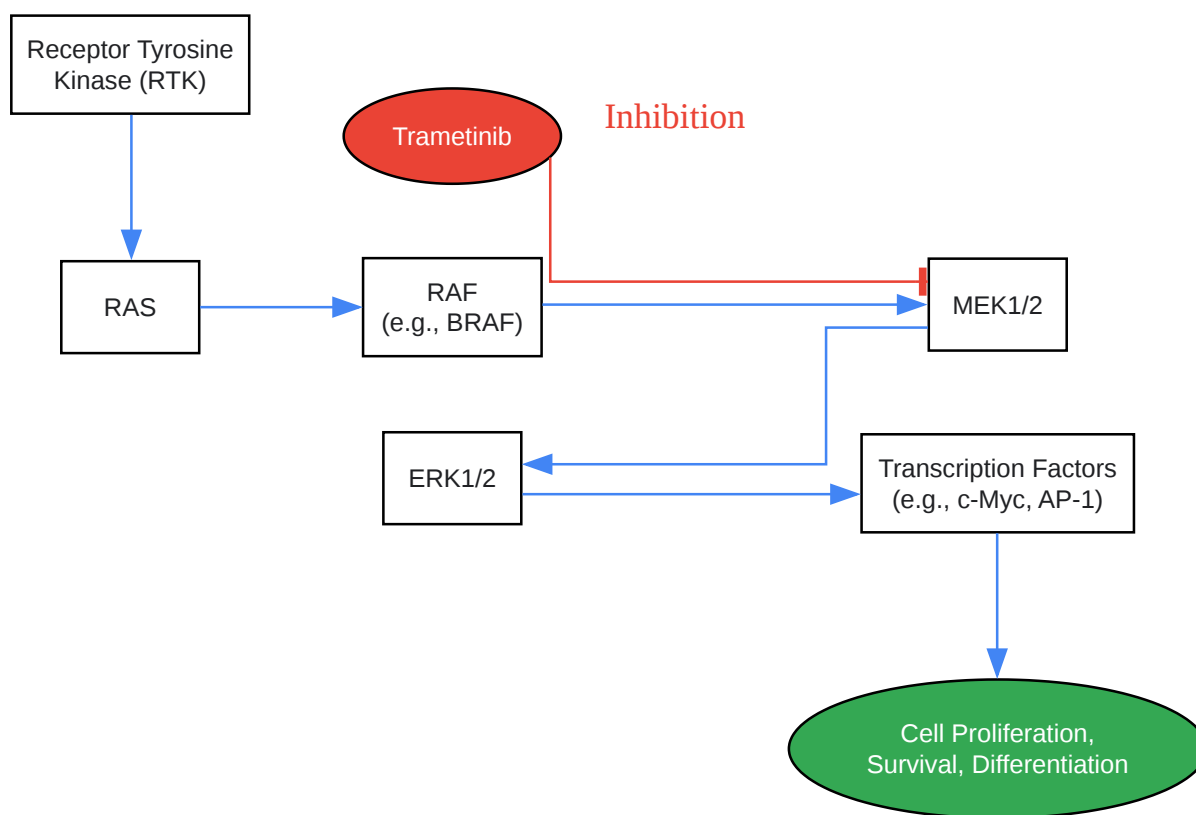 Receptor Tyrosine
Kinase (RTK)
Trametinib
Inhibition
RAS
RAF
(e.g., BRAF)
MEK1/2
ERK1/2
Transcription Factors
(e.g., c-Myc, AP-1)
Cell Proliferation,
Survival, Differentiation